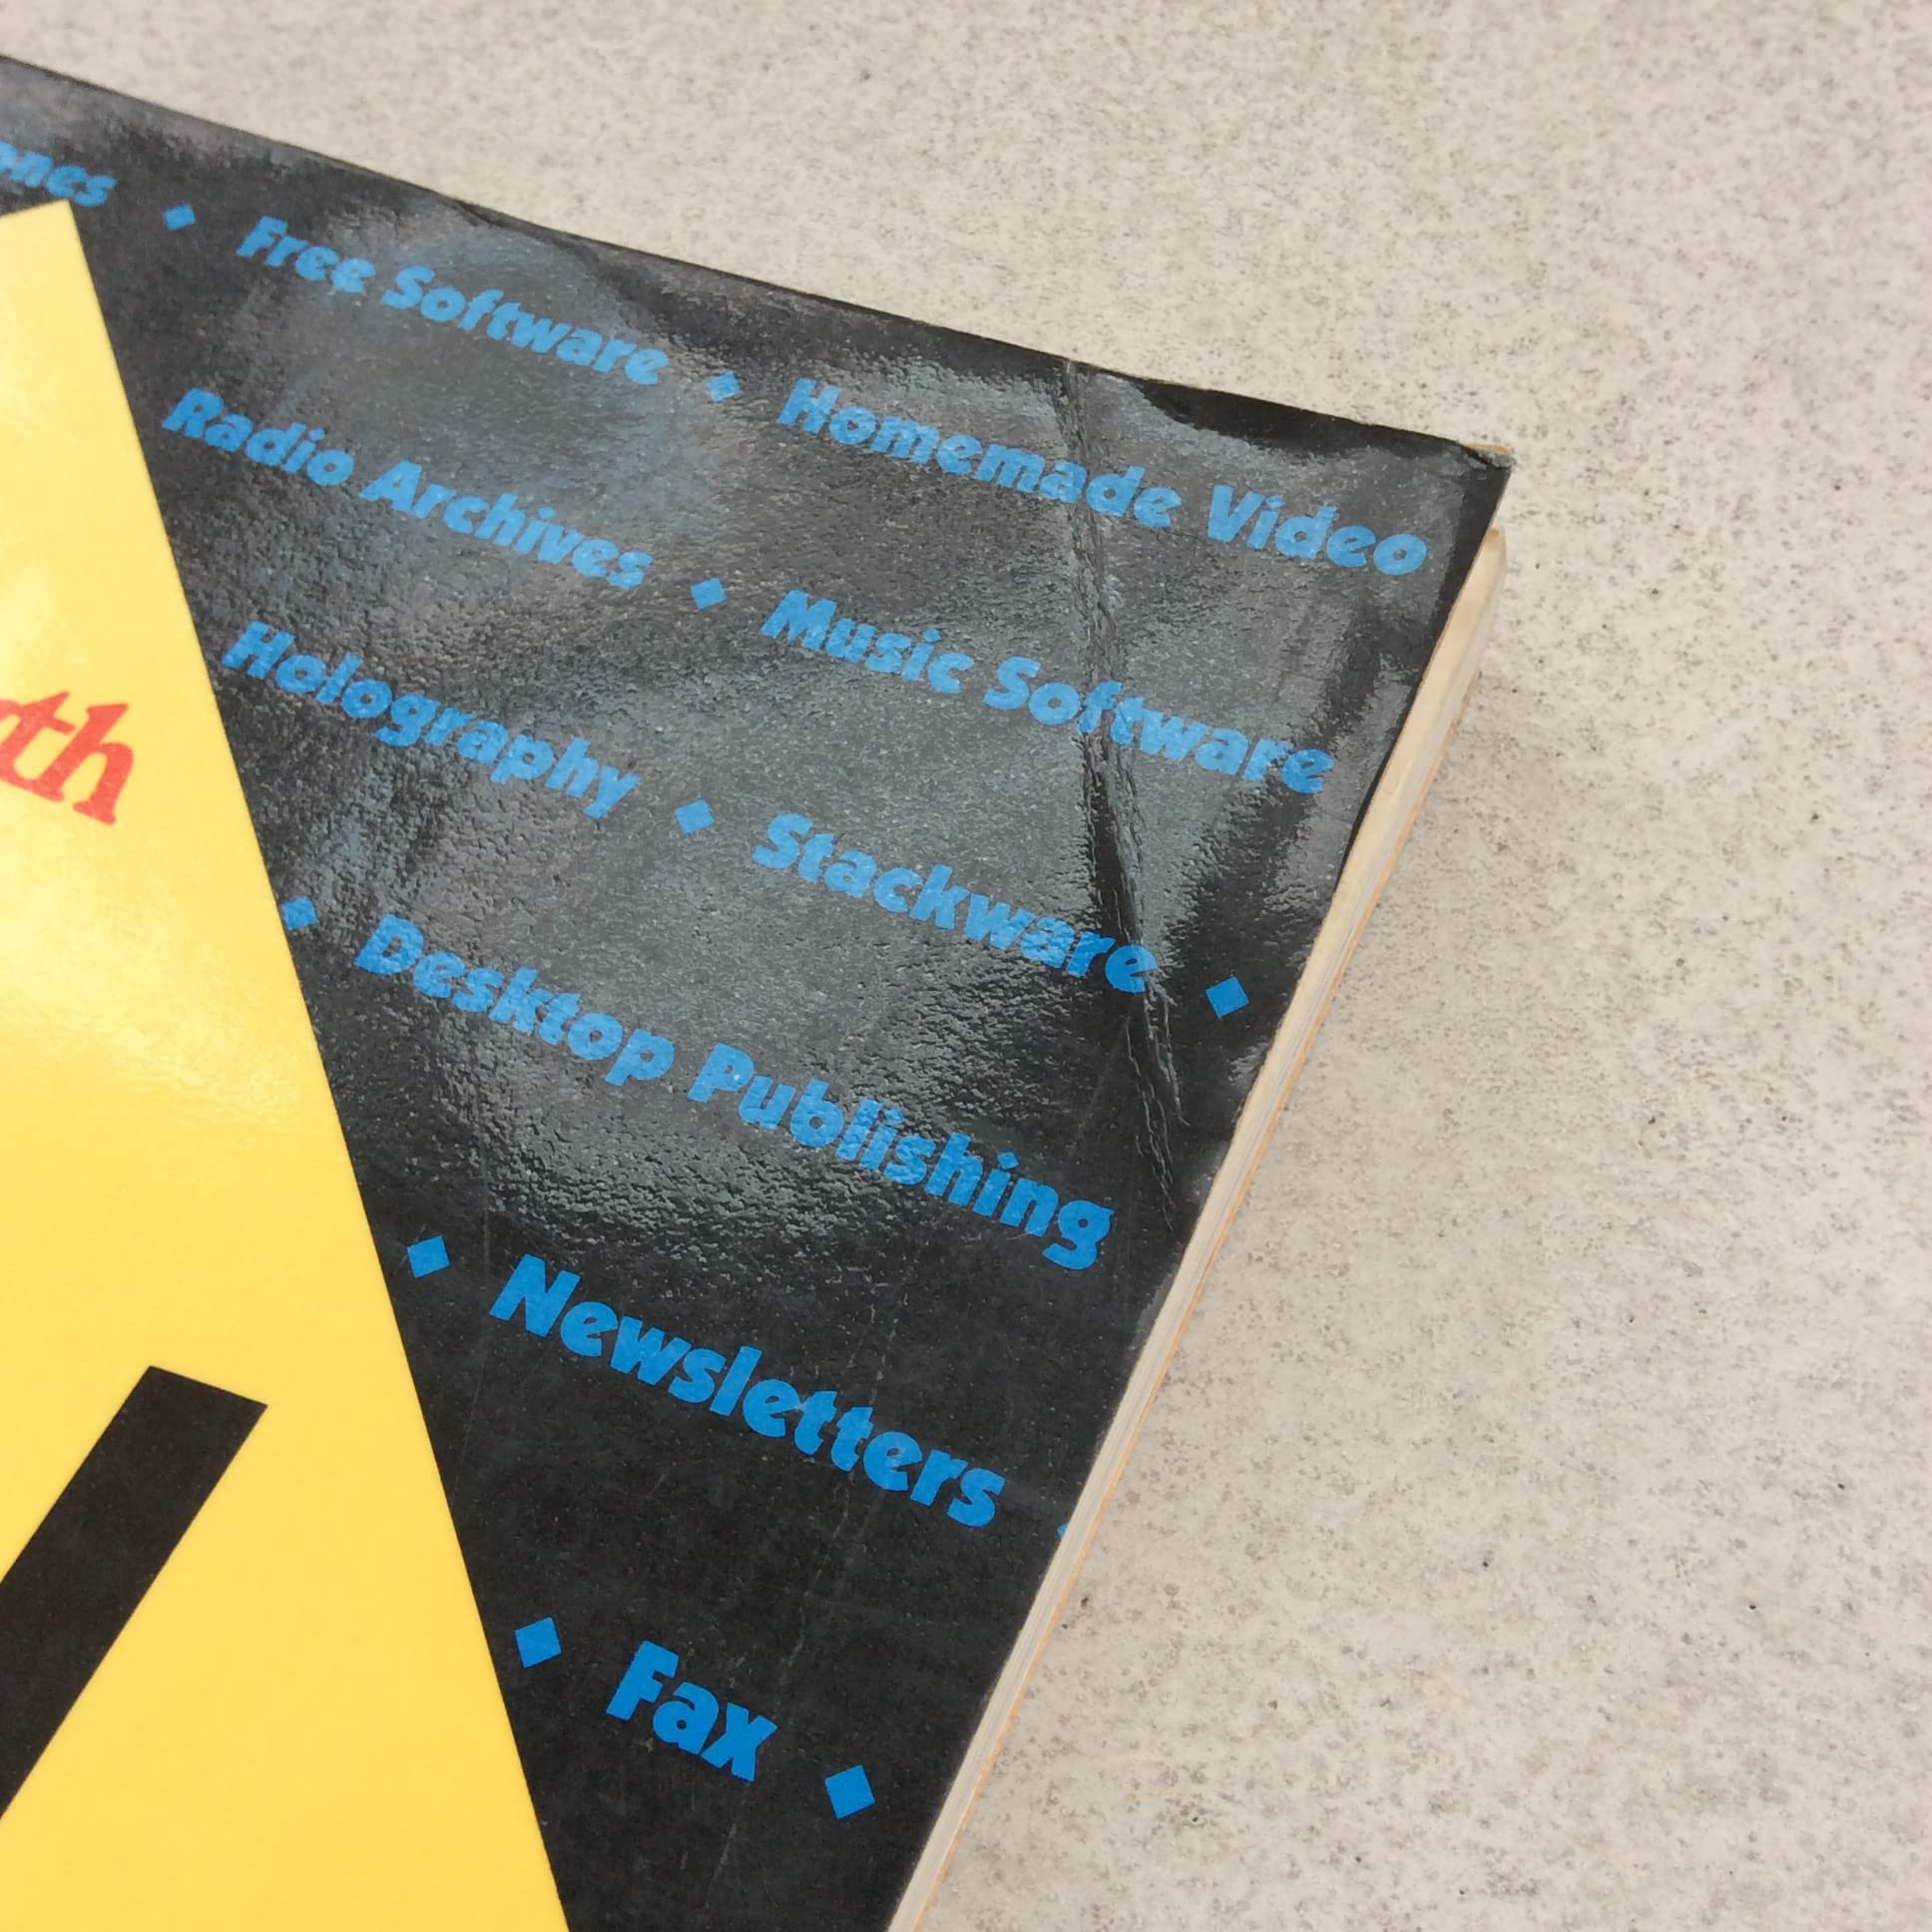 ◆ Free Software ◆ Homemade Video
Radio Archives ◆ Music Software
Holography ◆ Stackware ◆
◆ Desktop Publishing
◆ Newsletters
◆ Fax ◆